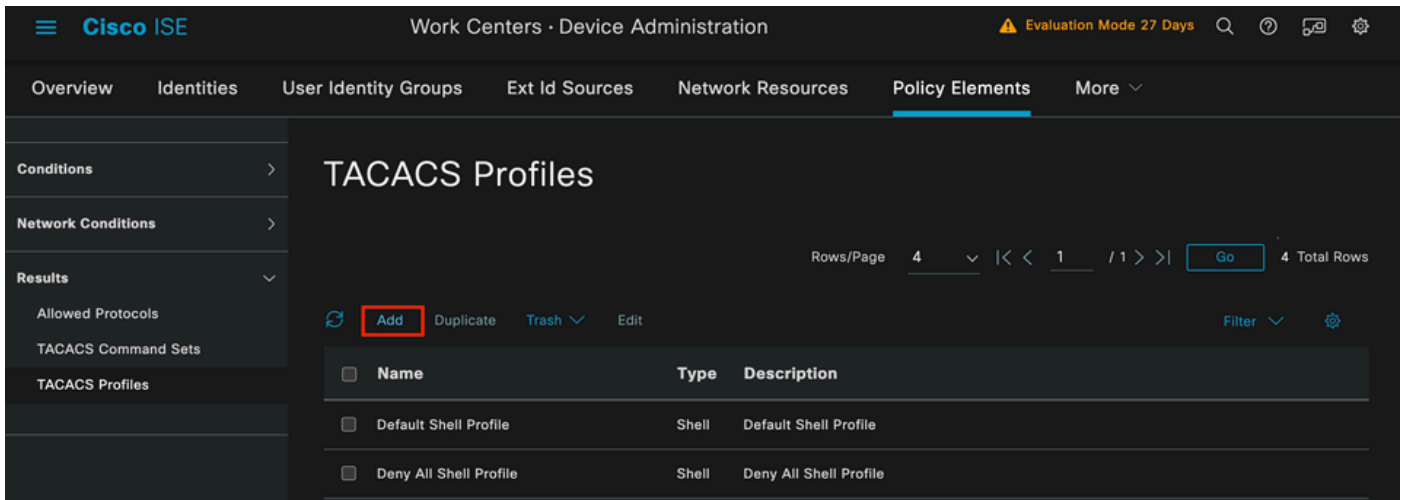 Cisco ISE
Work Centers · Device Administration
Evaluation Mode 27 Days
Overview Identities User Identity Groups Ext Id Sources Network Resources Policy Elements More
Conditions
Network Conditions
Results
Allowed Protocols
TACACS Command Sets
TACACS Profiles
TACACS Profiles
Rows/Page 4 1 / 1 Go 4 Total Rows
Add Duplicate Trash Edit Filter
Name Type Description
Default Shell Profile Shell Default Shell Profile
Deny All Shell Profile Shell Deny All Shell Profile